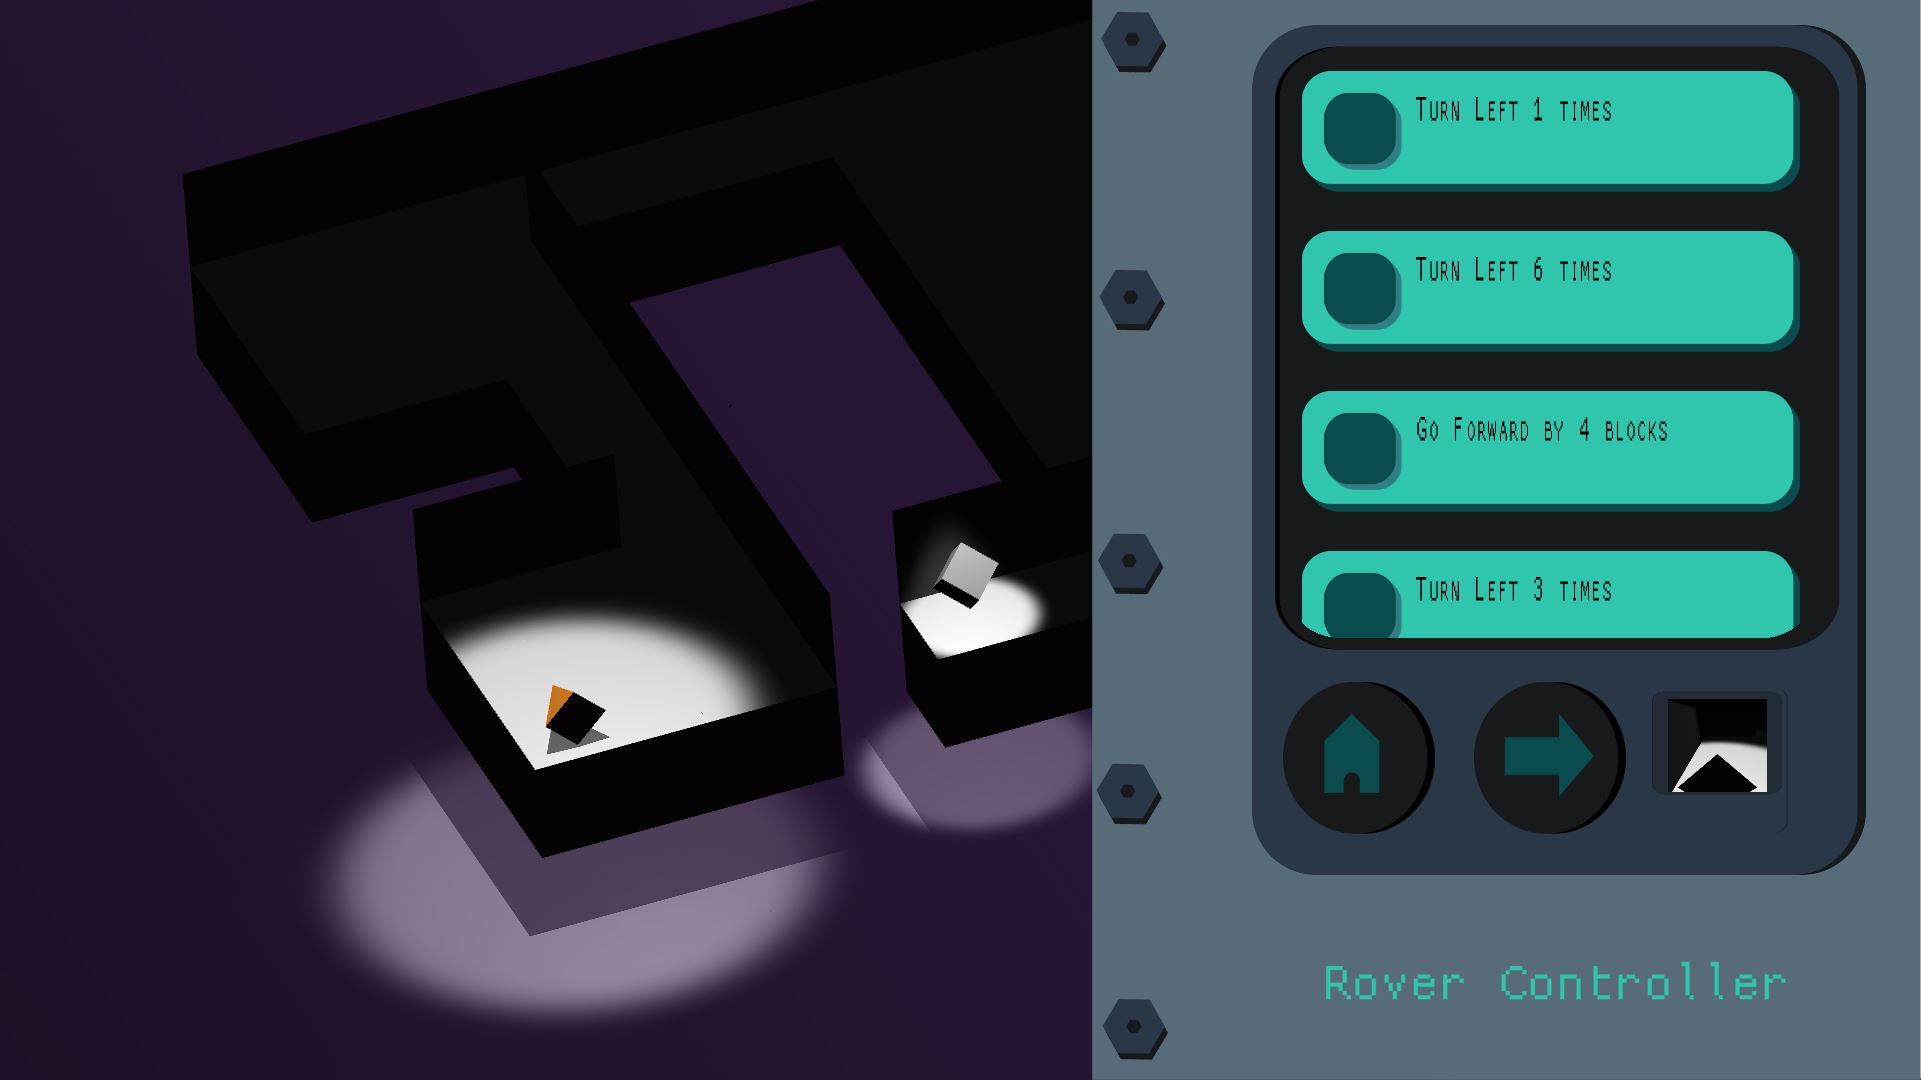 Turn Left 1 times
Turn Left 6 times
Go Forward by 4 blocks
Turn Left 3 times
Rover Controller